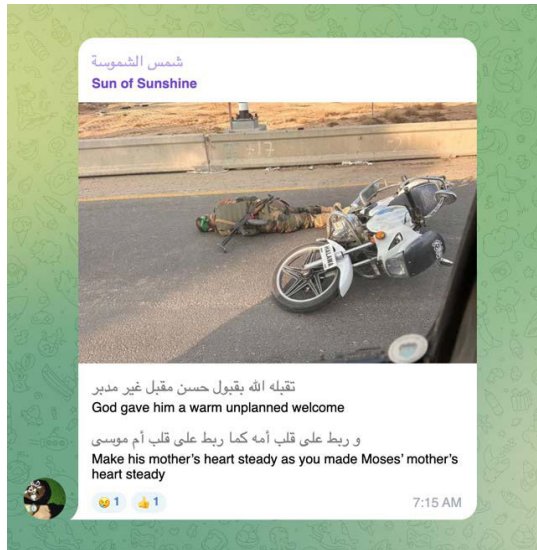 شمس الشموسة
Sun of Sunshine
تقبله الله بقبول حسن مقبل غير مدبر
God gave him a warm unplanned welcome
و ربط على قلب أمه كما ربط على قلب أم موسى
Make his mother's heart steady as you made Moses' mother's
heart steady
😢 1 👍 1 7:15 AM